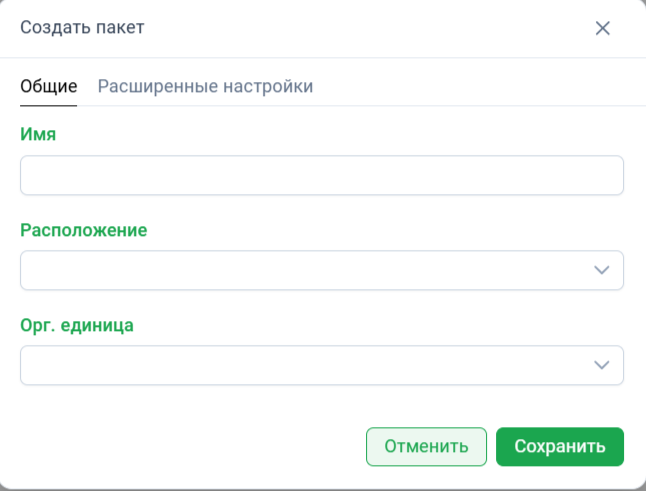 Создать пакет
Общие Расширенные настройки
Имя
Расположение
Орг. единица
Отменить Сохранить